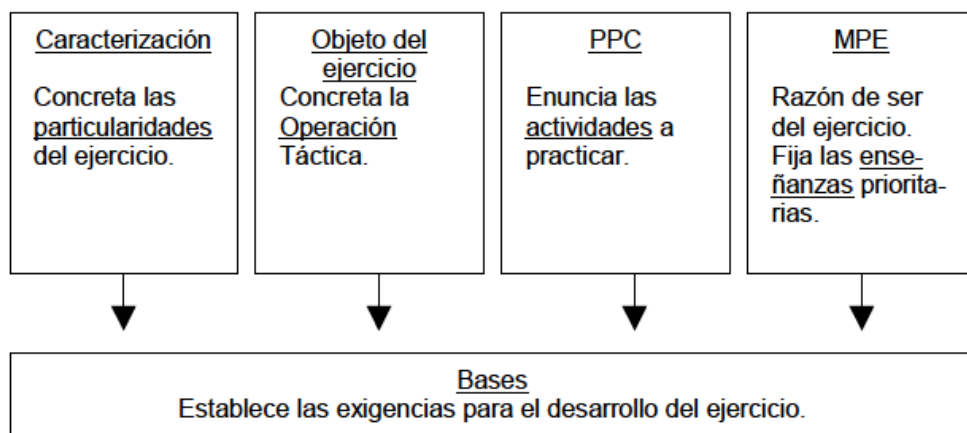 Caracterización
Concreta las
particularidades
del ejercicio.
Objeto del
ejercicio
Concreta la
Operación
Táctica.
PPC
Enuncia las
actividades a
practicar.
MPE
Razón de ser
del ejercicio.
Fija las ense-
ñanzas priorita-
rias.
Bases
Establece las exigencias para el desarrollo del ejercicio.